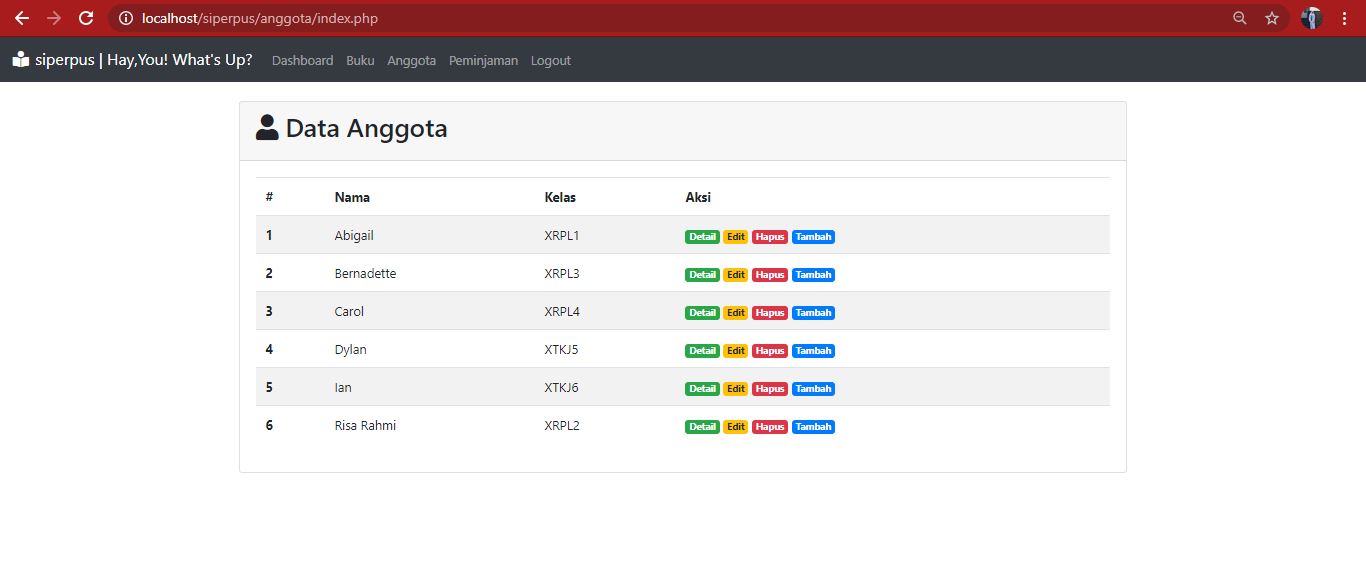 localhost/siperpus/anggota/index.php
siperpus | Hay,You! What's Up? Dashboard Buku Anggota Peminjaman Logout
Data Anggota
# Nama Kelas Aksi
1 Abigail XRPL1 Detail Edit Hapus Tambah
2 Bernadette XRPL3 Detail Edit Hapus Tambah
3 Carol XRPL4 Detail Edit Hapus Tambah
4 Dylan XTKJ5 Detail Edit Hapus Tambah
5 Ian XTKJ6 Detail Edit Hapus Tambah
6 Risa Rahmi XRPL2 Detail Edit Hapus Tambah